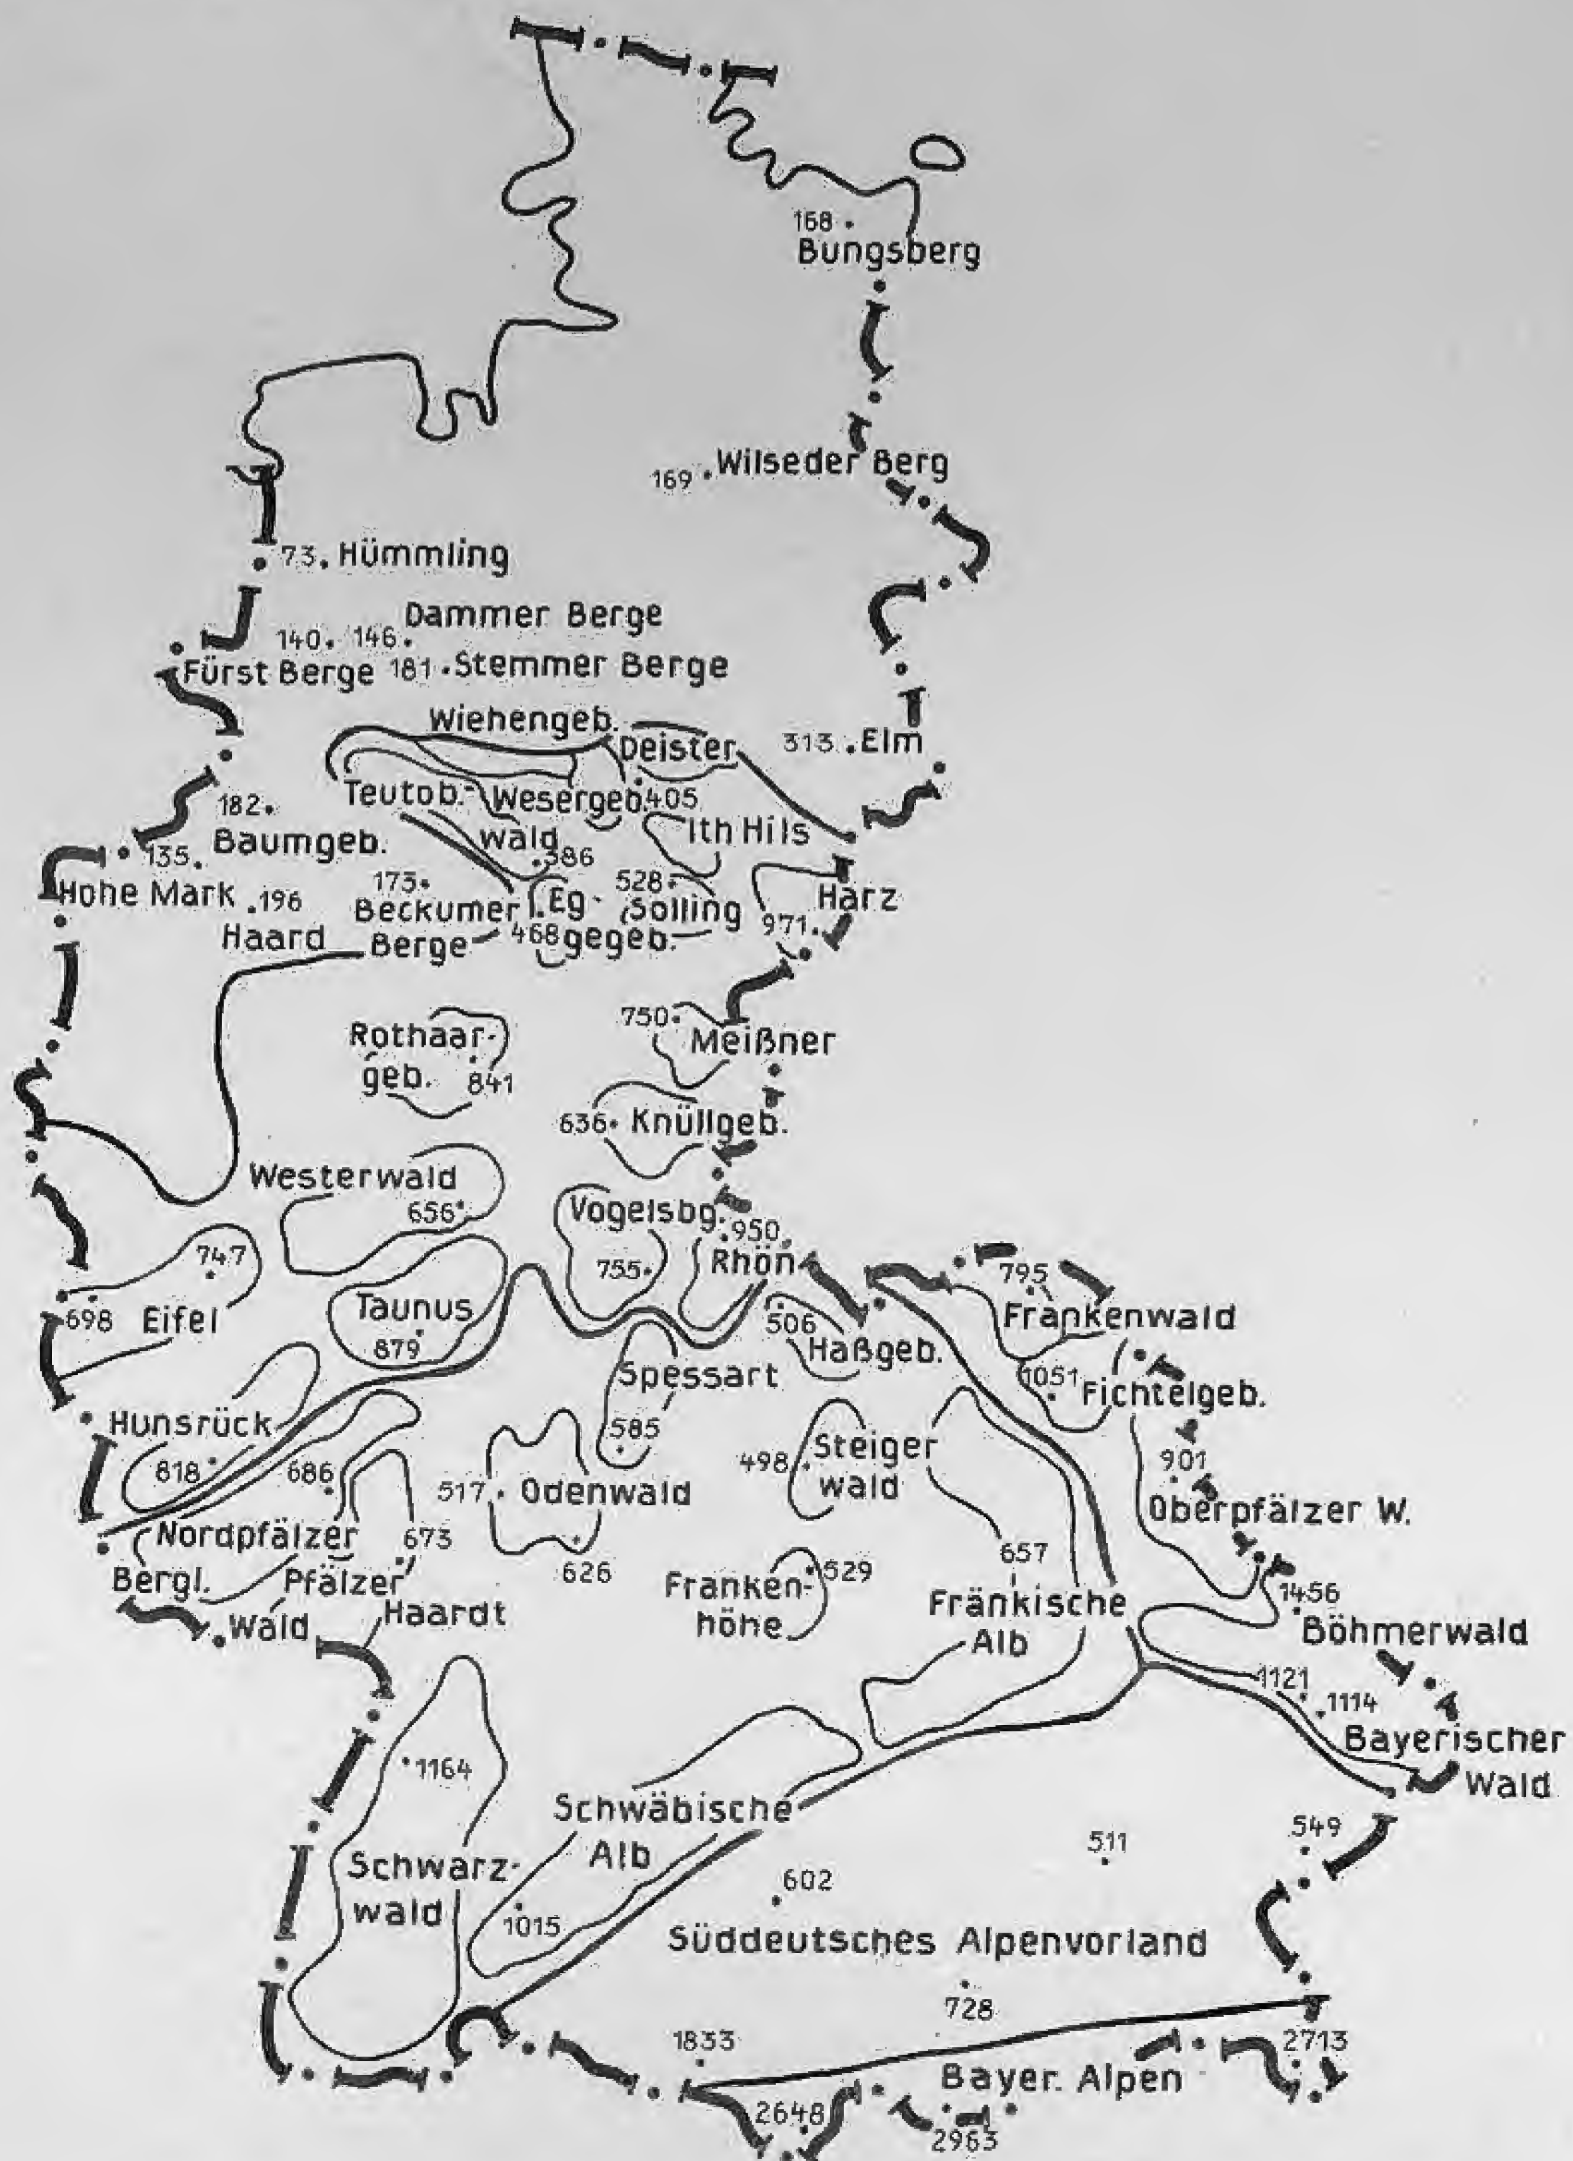 168
Bungsberg
169
Wilseder Berg
73
Hümmling
Dammer Berge
140
146
Fürst Berge
181
Stemmer Berge
Wiehengeb.
Deister
313
Elm
Teutob.-
Wesergeb.
405
182
Baumgeb.
wald
Ith Hils
386
135
Hohe Mark
196
173
Beckumer
Berge
Eg-
gegeb.
468
528
Solling
Harz
971
Haard
Rothaar-
geb.
841
750
Meißner
636
Knüllgeb.
Westerwald
656
Vogelsbg.
950
755
Rhön
747
698
Eifel
Taunus
879
795
Frankenwald
506
Haßgeb.
Spessart
585
1051
Fichtelgeb.
Hunsrück
818
686
517
Odenwald
626
498
Steiger
wald
901
Oberpfälzer W.
Nordpfälzer
Bergl.
673
Pfälzer
Wald
Haardt
Franken-
höhe
529
657
Fränkische
Alb
1456
Böhmerwald
1121
1114
Bayerischer
Wald
1164
Schwarz-
wald
Schwäbische
Alb
1015
549
511
602
Süddeutsches Alpenvorland
728
1833
2713
Bayer. Alpen
2648
2963